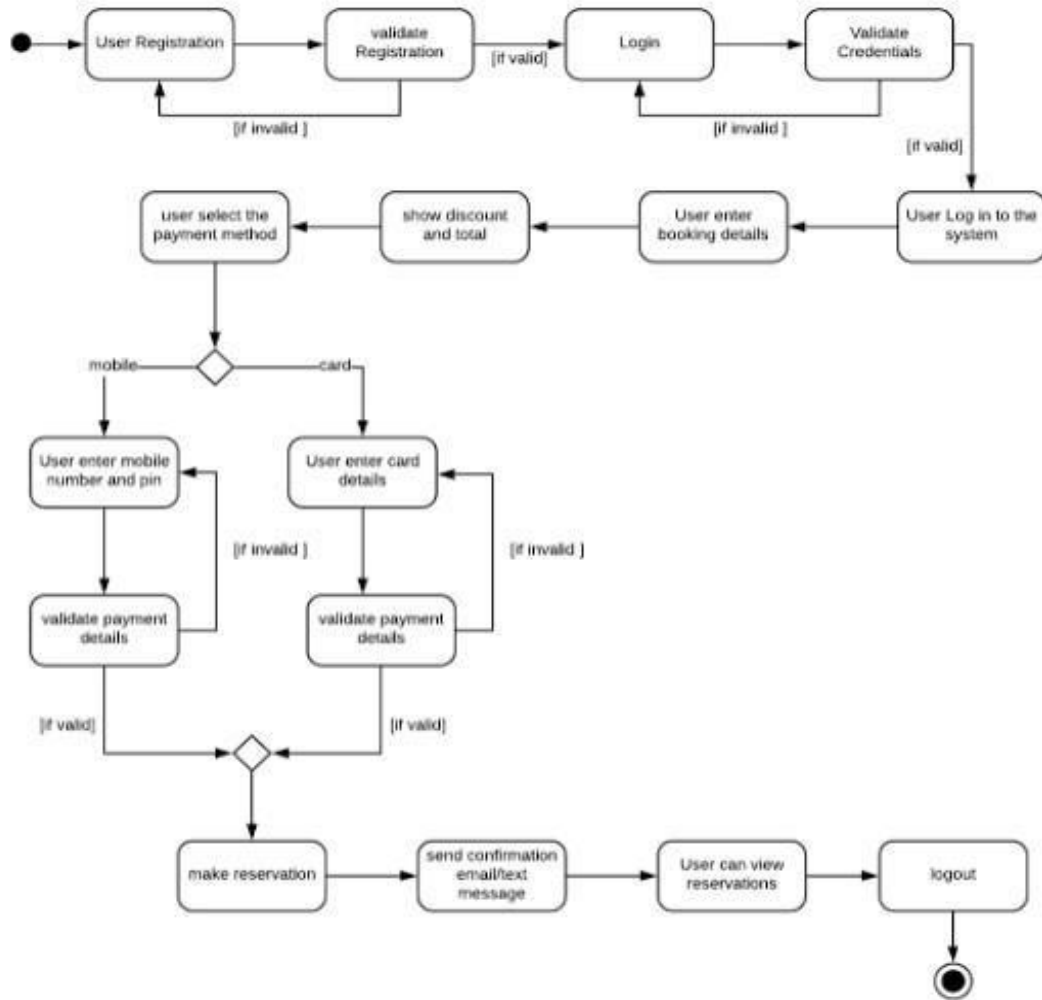 User Registration
validate
Registration
[if valid]
Login
Validate
Credentials
[if invalid ]
[if invalid ]
[if valid]
user select the
payment method
show discount
and total
User enter
booking details
User Log in to the
system
mobile
card
User enter mobile
number and pin
User enter card
details
[if invalid ]
[if invalid ]
validate payment
details
validate payment
details
[if valid]
[if valid]
make reservation
send confirmation
email/text
message
User can view
reservations
logout